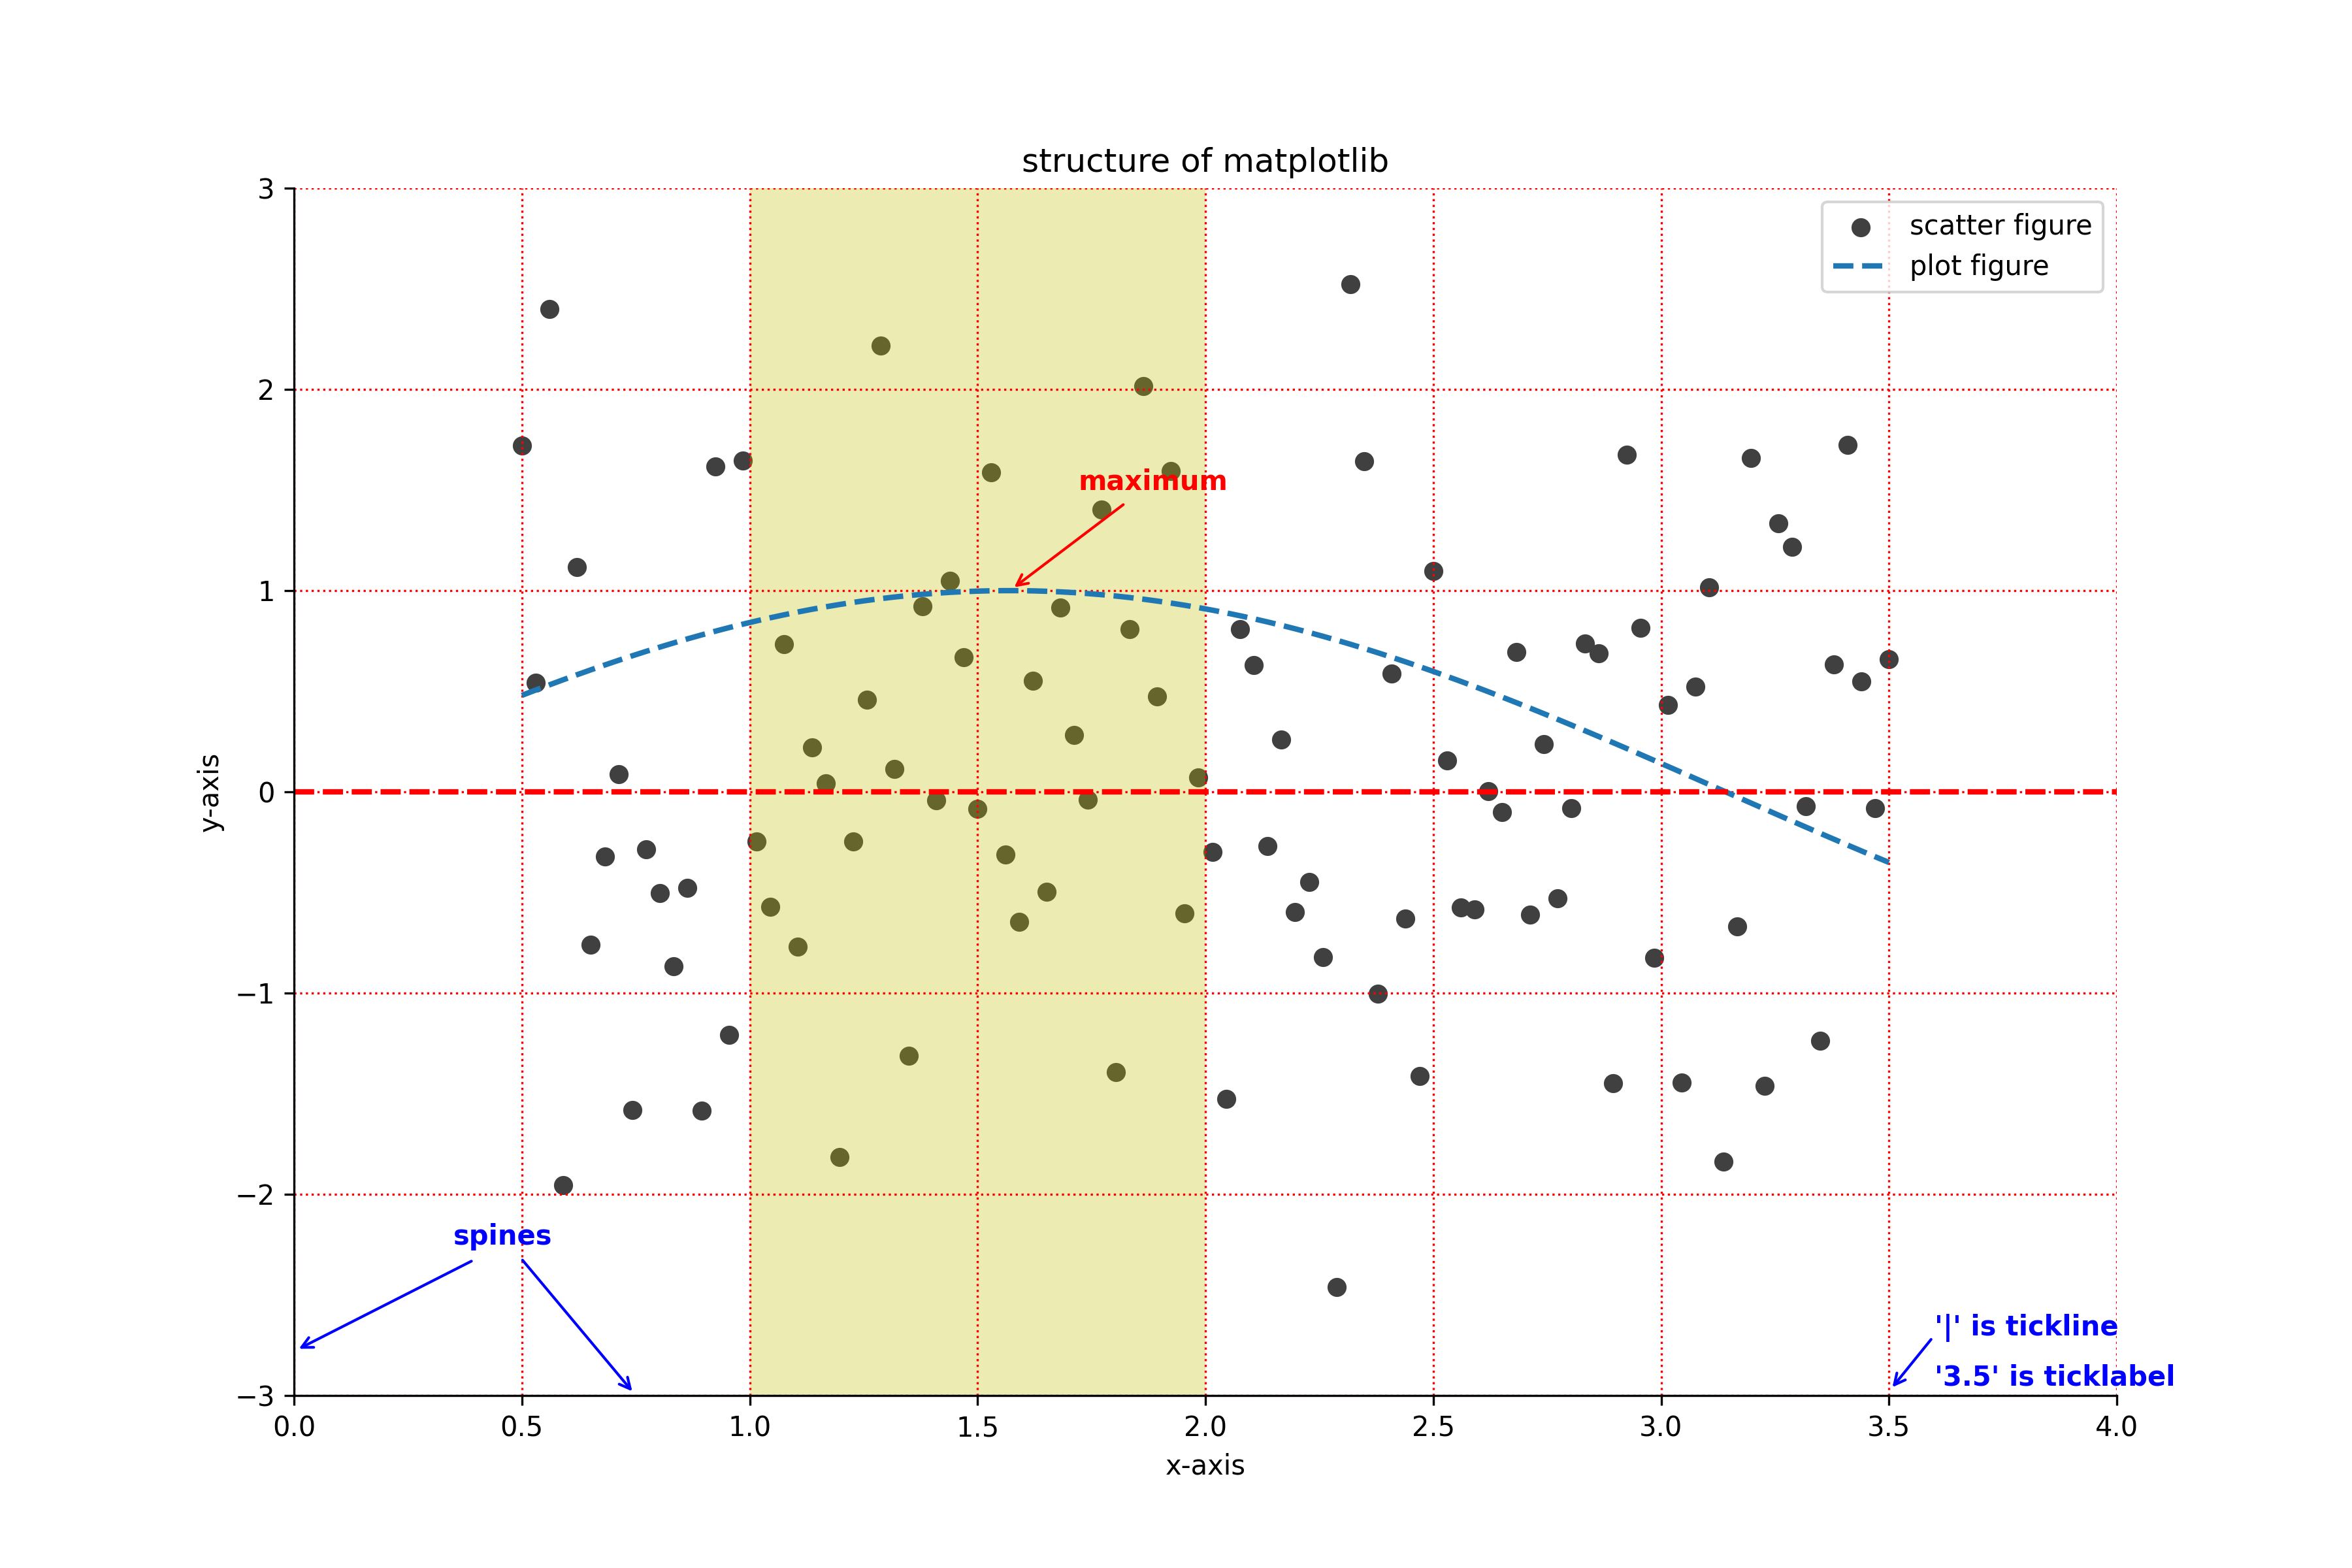 structure of matplotlib
3
2
1
0
−1
−2
−3
y-axis
scatter figure
plot figure
maximum
spines
'|' is tickline
'3.5' is ticklabel
0.0 0.5 1.0 1.5 2.0 2.5 3.0 3.5 4.0
x-axis